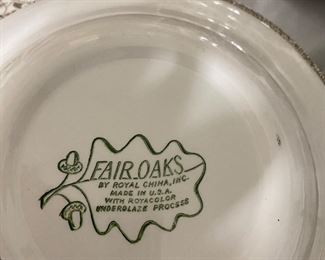 FAIR OAKS
BY ROYAL CHINA, INC.
MADE IN U.S.A.
WITH ROYACOLOR
UNDERGLAZE PROCESS